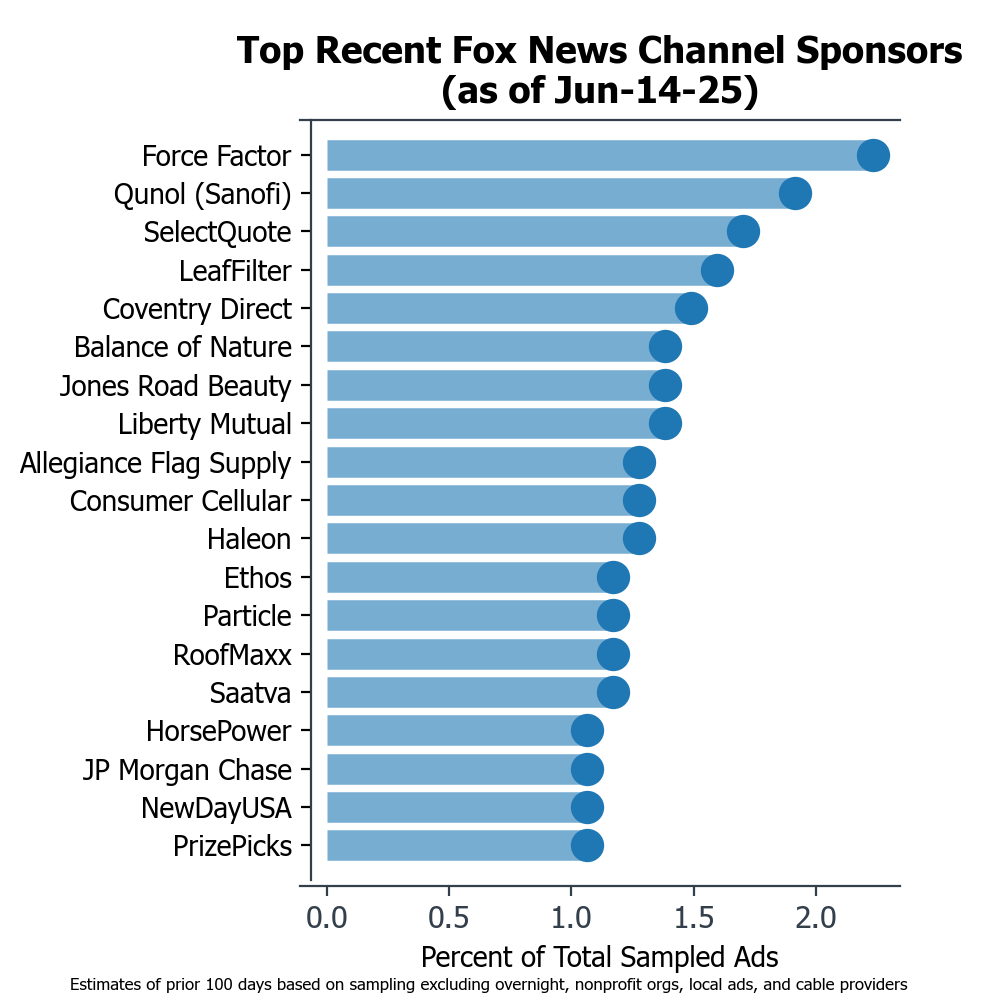 Top Recent Fox News Channel Sponsors
(as of Jun-14-25)
Force Factor
Qunol (Sanofi)
SelectQuote
LeafFilter
Coventry Direct
Balance of Nature
Jones Road Beauty
Liberty Mutual
Allegiance Flag Supply
Consumer Cellular
Haleon
Ethos
Particle
RoofMaxx
Saatva
HorsePower
JP Morgan Chase
NewDayUSA
PrizePicks
0.0 0.5 1.0 1.5 2.0
Percent of Total Sampled Ads
Estimates of prior 100 days based on sampling excluding overnight, nonprofit orgs, local ads, and cable providers